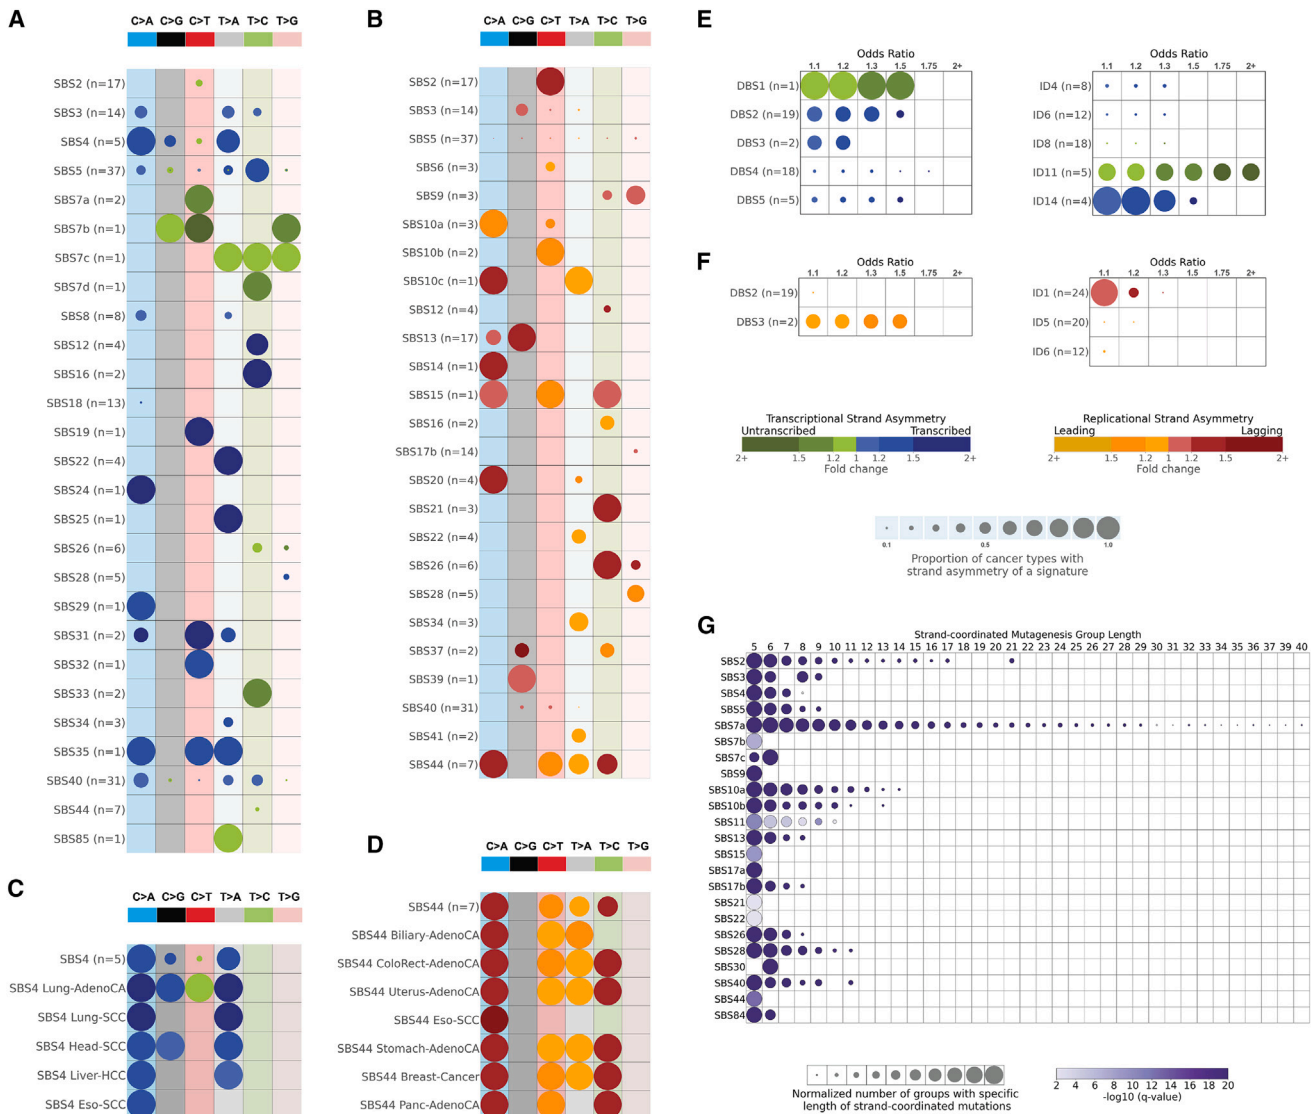 A
C>A C>G C>T T>A T>C T>G
SBS2 (n=17)
SBS3 (n=14)
SBS4 (n=5)
SBS5 (n=37)
SBS7a (n=2)
SBS7b (n=1)
SBS7c (n=1)
SBS7d (n=1)
SBS8 (n=8)
SBS12 (n=4)
SBS16 (n=2)
SBS18 (n=13)
SBS19 (n=1)
SBS22 (n=4)
SBS24 (n=1)
SBS25 (n=1)
SBS26 (n=6)
SBS28 (n=5)
SBS29 (n=1)
SBS31 (n=2)
SBS32 (n=1)
SBS33 (n=2)
SBS34 (n=3)
SBS35 (n=1)
SBS40 (n=31)
SBS44 (n=7)
SBS85 (n=1)
B
C>A C>G C>T T>A T>C T>G
SBS2 (n=17)
SBS3 (n=14)
SBS5 (n=37)
SBS6 (n=3)
SBS9 (n=3)
SBS10a (n=3)
SBS10b (n=2)
SBS10c (n=1)
SBS12 (n=4)
SBS13 (n=17)
SBS14 (n=1)
SBS15 (n=1)
SBS16 (n=2)
SBS17b (n=14)
SBS20 (n=4)
SBS21 (n=3)
SBS22 (n=4)
SBS26 (n=6)
SBS28 (n=5)
SBS34 (n=3)
SBS37 (n=2)
SBS39 (n=1)
SBS40 (n=31)
SBS41 (n=2)
SBS44 (n=7)
C
C>A C>G C>T T>A T>C T>G
SBS4 (n=5)
SBS4 Lung-AdenoCA
SBS4 Lung-SCC
SBS4 Head-SCC
SBS4 Liver-HCC
SBS4 Eso-SCC
D
C>A C>G C>T T>A T>C T>G
SBS44 (n=7)
SBS44 Biliary-AdenoCA
SBS44 ColoRect-AdenoCA
SBS44 Uterus-AdenoCA
SBS44 Eso-SCC
SBS44 Stomach-AdenoCA
SBS44 Breast-Cancer
SBS44 Panc-AdenoCA
E
Odds Ratio
1.1 1.2 1.3 1.5 1.75 2+
DBS1 (n=1)
DBS2 (n=19)
DBS3 (n=2)
DBS4 (n=18)
DBS5 (n=5)
Odds Ratio
1.1 1.2 1.3 1.5 1.75 2+
ID4 (n=8)
ID6 (n=12)
ID8 (n=18)
ID11 (n=5)
ID14 (n=4)
F
Odds Ratio
1.1 1.2 1.3 1.5 1.75 2+
DBS2 (n=19)
DBS3 (n=2)
Odds Ratio
1.1 1.2 1.3 1.5 1.75 2+
ID1 (n=24)
ID5 (n=20)
ID6 (n=12)
Transcriptional Strand Asymmetry
Untranscribed Transcribed
2+ 1.5 1.2 1 1.2 1.5 2+
Fold change
Replicational Strand Asymmetry
Leading Lagging
2+ 1.5 1.2 1 1.2 1.5 2+
Fold change
0.1 0.5 1.0
Proportion of cancer types with
strand asymmetry of a signature
G
Strand-coordinated Mutagenesis Group Length
5 6 7 8 9 10 11 12 13 14 15 16 17 18 19 20 21 22 23 24 25 26 27 28 29 30 31 32 33 34 35 36 37 38 39 40
SBS2
SBS3
SBS4
SBS5
SBS7a
SBS7b
SBS7c
SBS9
SBS10a
SBS10b
SBS11
SBS13
SBS15
SBS17a
SBS17b
SBS21
SBS22
SBS26
SBS28
SBS30
SBS40
SBS44
SBS84
Normalized number of groups with specific
length of strand-coordinated mutations
2 4 6 8 10 12 14 16 18 20
-log10 (q-value)